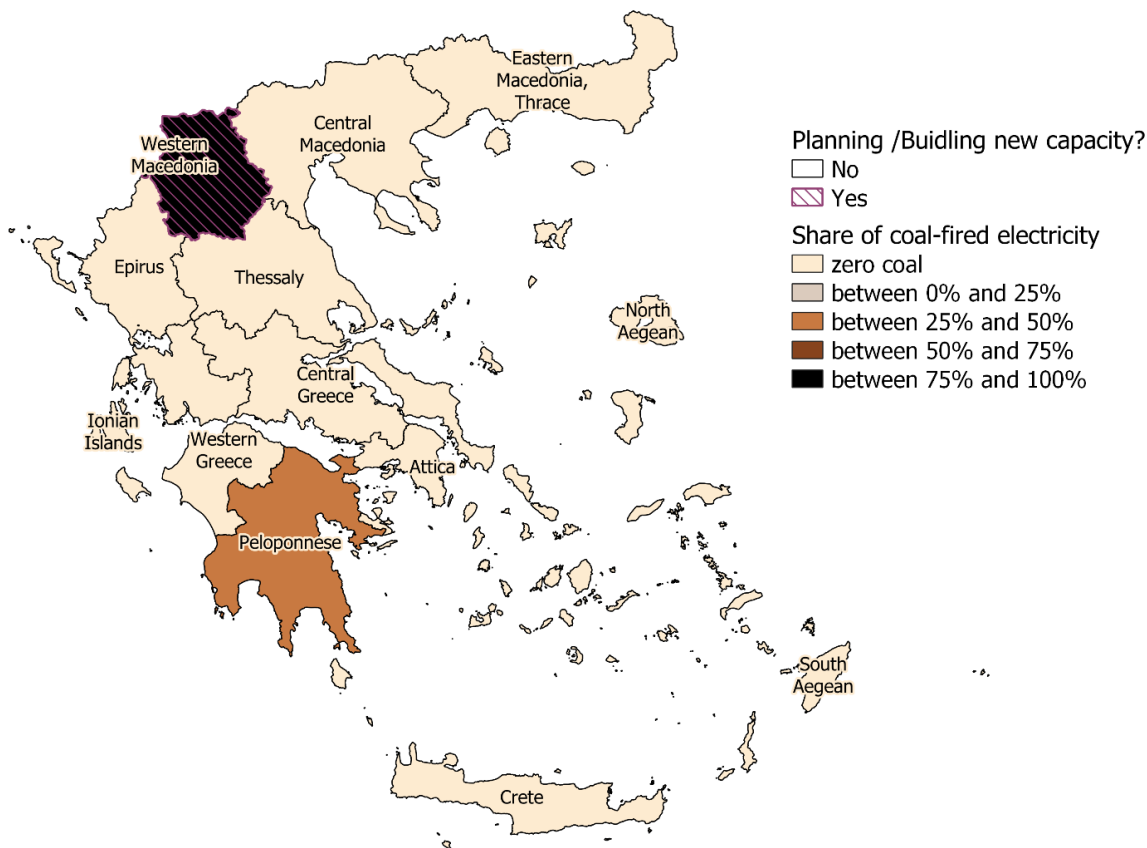 Eastern
Macedonia,
Thrace
Central
Macedonia
Western
Macedonia
Epirus
Thessaly
North
Aegean
Central
Greece
Ionian
Islands
Western
Greece
Attica
Peloponnese
South
Aegean
Crete
Planning /Buidling new capacity?
No
Yes
Share of coal-fired electricity
zero coal
between 0% and 25%
between 25% and 50%
between 50% and 75%
between 75% and 100%